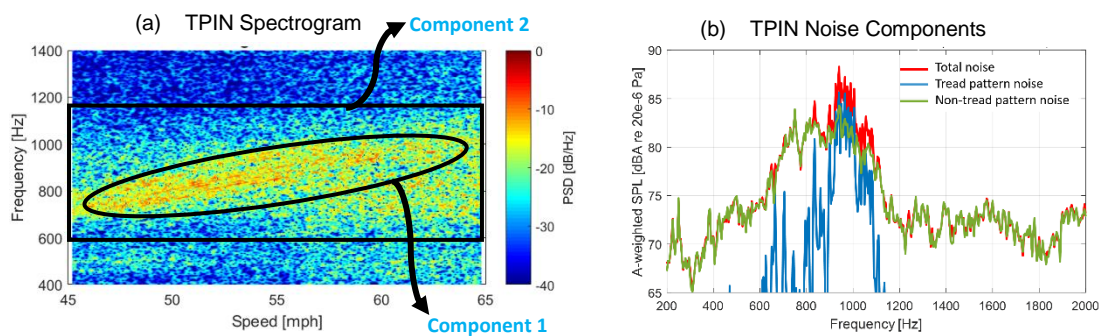 (a) TPIN Spectrogram
Component 2
1400
1200
1000
800
600
400
Frequency [Hz]
45
50
55
60
65
Speed [mph]
0
-10
-20
-30
-40
PSD [dB/Hz]
Component 1
(b) TPIN Noise Components
90
85
80
75
70
65
A-weighted SPL [dBA re 20e-6 Pa]
Total noise
Tread pattern noise
Non-tread pattern noise
200
400
600
800
1000
1200
1400
1600
1800
2000
Frequency [Hz]